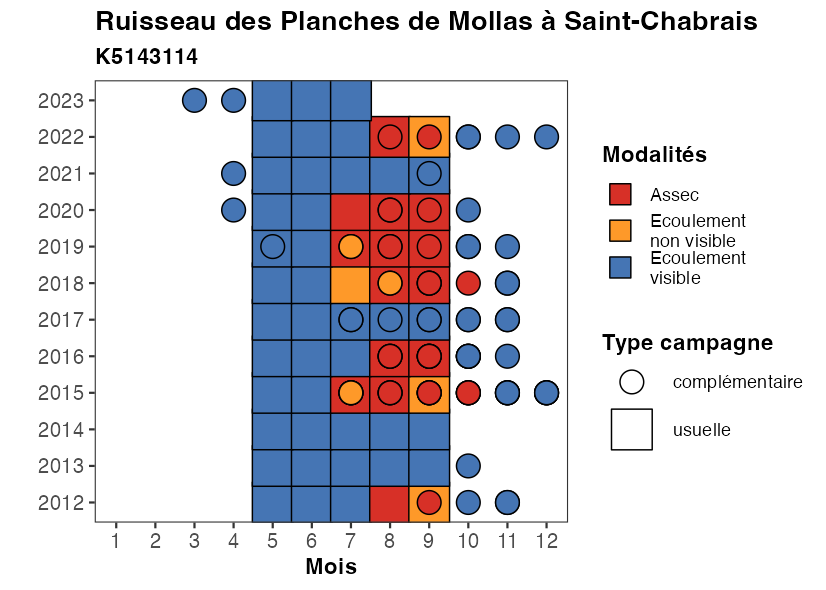 Ruisseau des Planches de Mollas à Saint-Chabrais
K5143114
2023
2022
2021
2020
2019
2018
2017
2016
2015
2014
2013
2012
1 2 3 4 5 6 7 8 9 10 11 12
Mois
Modalités
Assec
Ecoulement
non visible
Ecoulement
visible
Type campagne
complémentaire
usuelle